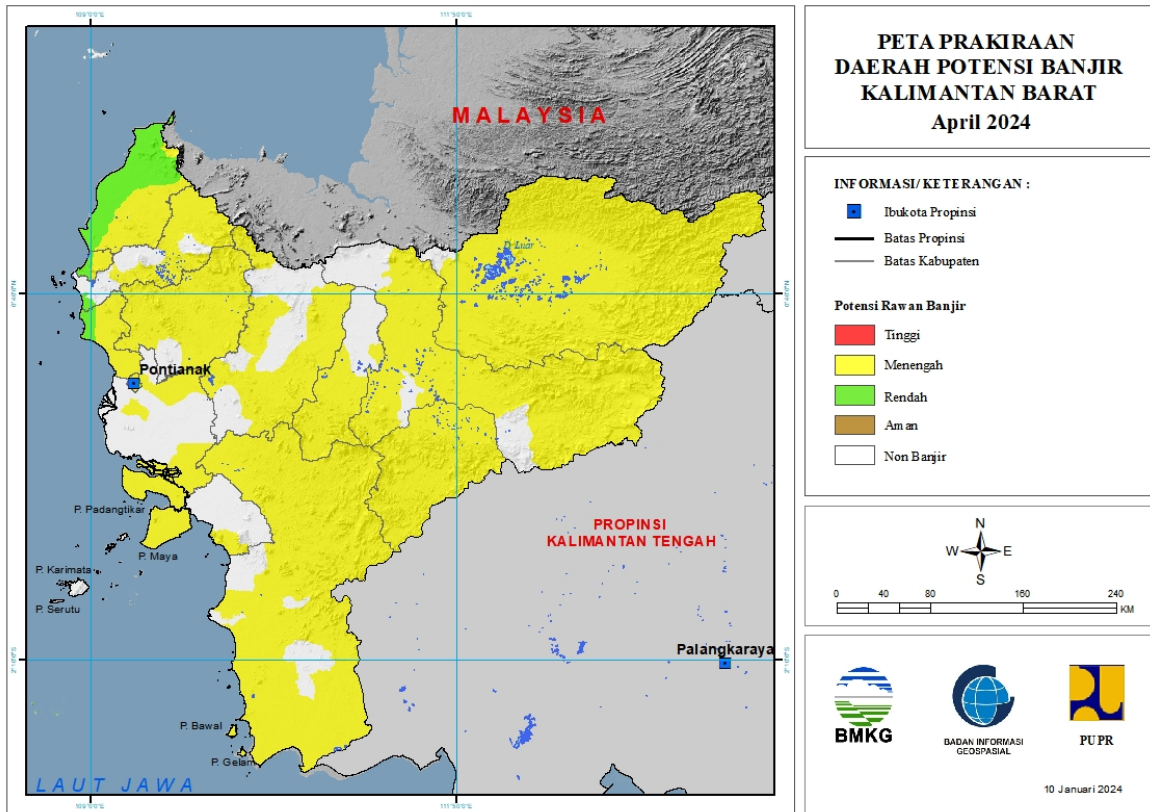 PETA PRAKIRAAN
DAERAH POTENSI BANJIR
KALIMANTAN BARAT
April 2024
INFORMASI/ KETERANGAN :
Ibukota Propinsi
Batas Propinsi
Batas Kabupaten
Potensi Rawan Banjir
Tinggi
Menengah
Rendah
Aman
Non Banjir
N
W E
S
0 20 40 80 160 240
KM
BMKG
BADAN INFORMASI
GEOSPASIAL
PUPR
10 Januari 2024
MALAYSIA
D. Luar
Pontianak
P. Padangtikar
P. Maya
P. Karimata
P. Serutu
PROPINSI
KALIMANTAN TENGAH
Palangkaraya
P. Bawal
P. Gelam
LAUT JAWA